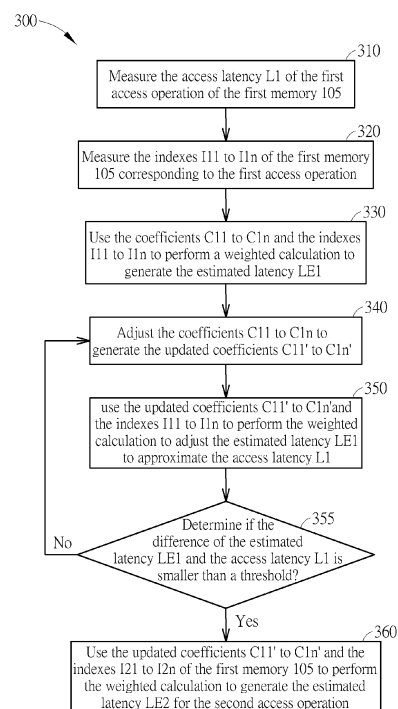 300
310
Measure the access latency L1 of the first
access operation of the first memory 105
320
Measure the indexes I11 to I1n of the first memory
105 corresponding to the first access operation
330
Use the coefficients C11 to C1n and the indexes
I11 to I1n to perform a weighted calculation to
generate the estimated latency LE1
340
Adjust the coefficients C11 to C1n to
generate the updated coefficients C11' to C1n'
350
use the updated coefficients C11' to C1n'and
the indexes I11 to I1n to perform the weighted
calculation to adjust the estimated latency LE1
to approximate the access latency L1
355
Determine if the
difference of the estimated
latency LE1 and the access latency L1 is
smaller than a threshold?
No
Yes
360
Use the updated coefficients C11' to C1n' and the
indexes I21 to I2n of the first memory 105 to perform
the weighted calculation to generate the estimated
latency LE2 for the second access operation